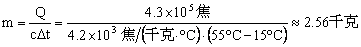 m = Q/(cΔt) = 4.3×10⁵焦/(4.2×10³焦/(千克·°C)·(55°C−15°C)) ≈ 2.56千克